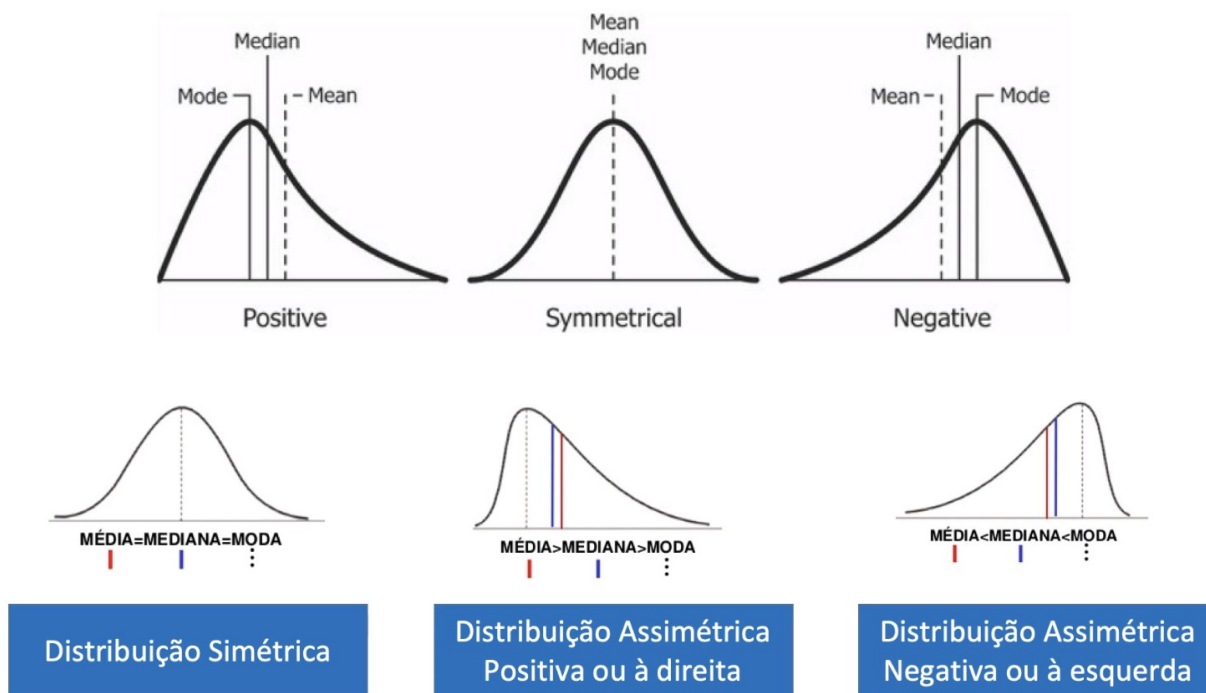 Median
Mode
Mean
Positive
Mean
Median
Mode
Symmetrical
Median
Mean
Mode
Negative
MÉDIA=MEDIANA=MODA
MÉDIA>MEDIANA>MODA
MÉDIA<MEDIANA<MODA
Distribuição Simétrica
Distribuição Assimétrica
Positiva ou à direita
Distribuição Assimétrica
Negativa ou à esquerda